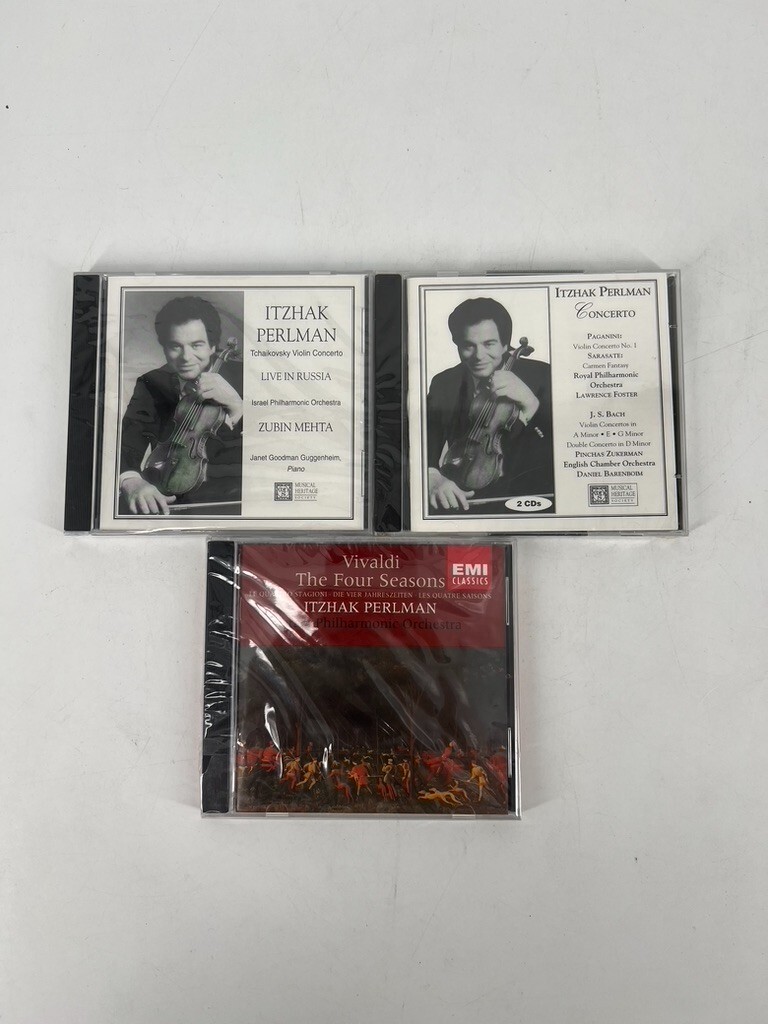 ITZHAK
PERLMAN
Tchaikovsky Violin Concerto
LIVE IN RUSSIA
Israel Philharmonic Orchestra
ZUBIN MEHTA
Janet Goodman Guggenheim,
Piano
MUSICAL
HERITAGE
SOCIETY
ITZHAK PERLMAN
CONCERTO
PAGANINI:
Violin Concerto No. 1
SARASATE:
Carmen Fantasy
Royal Philharmonic
Orchestra
LAWRENCE FOSTER
J. S. BACH
Violin Concertos in
A Minor • E • G Minor
Double Concerto in D Minor
PINCHAS ZUKERMAN
English Chamber Orchestra
DANIEL BARENBOIM
2 CDs
MUSICAL
HERITAGE
SOCIETY
Vivaldi
The Four Seasons
EMI
CLASSICS
STAGIONI · DIE VIER JAHRESZEITEN · LES QUATRE SAISONS
ITZHAK PERLMAN
Philharmonic Orchestra